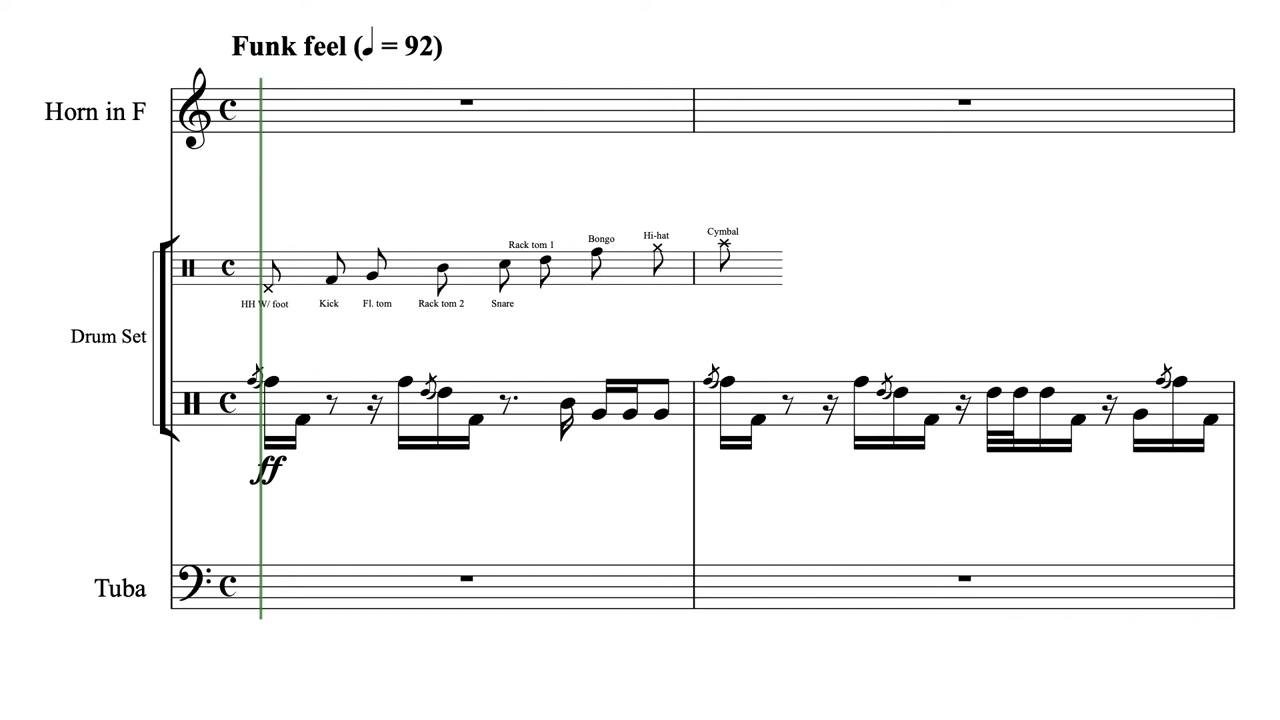 Funk feel (♩ = 92)
Horn in F
Cymbal
Hi-hat
Bongo
Rack tom 1
HH W/ foot Kick Fl. tom Rack tom 2 Snare
Drum Set
ff
Tuba